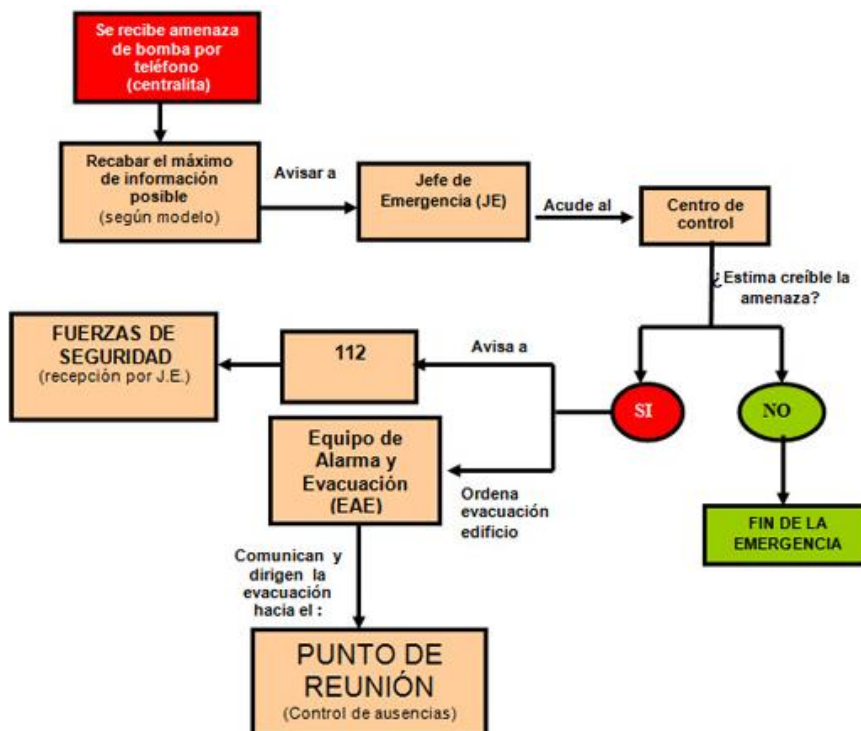 Se recibe amenaza
de bomba por
teléfono
(centralita)
Recabar el máximo
de información
posible
(según modelo)
Avisar a
Jefe de
Emergencia (JE)
Acude al
Centro de
control
¿Estima creíble la
amenaza?
FUERZAS DE
SEGURIDAD
(recepción por J.E.)
112
Avisa a
SI
NO
Equipo de
Alarma y
Evacuación
(EAE)
Ordena
evacuación
edificio
FIN DE LA
EMERGENCIA
Comunican y
dirigen la
evacuación
hacia el :
PUNTO DE
REUNIÓN
(Control de ausencias)